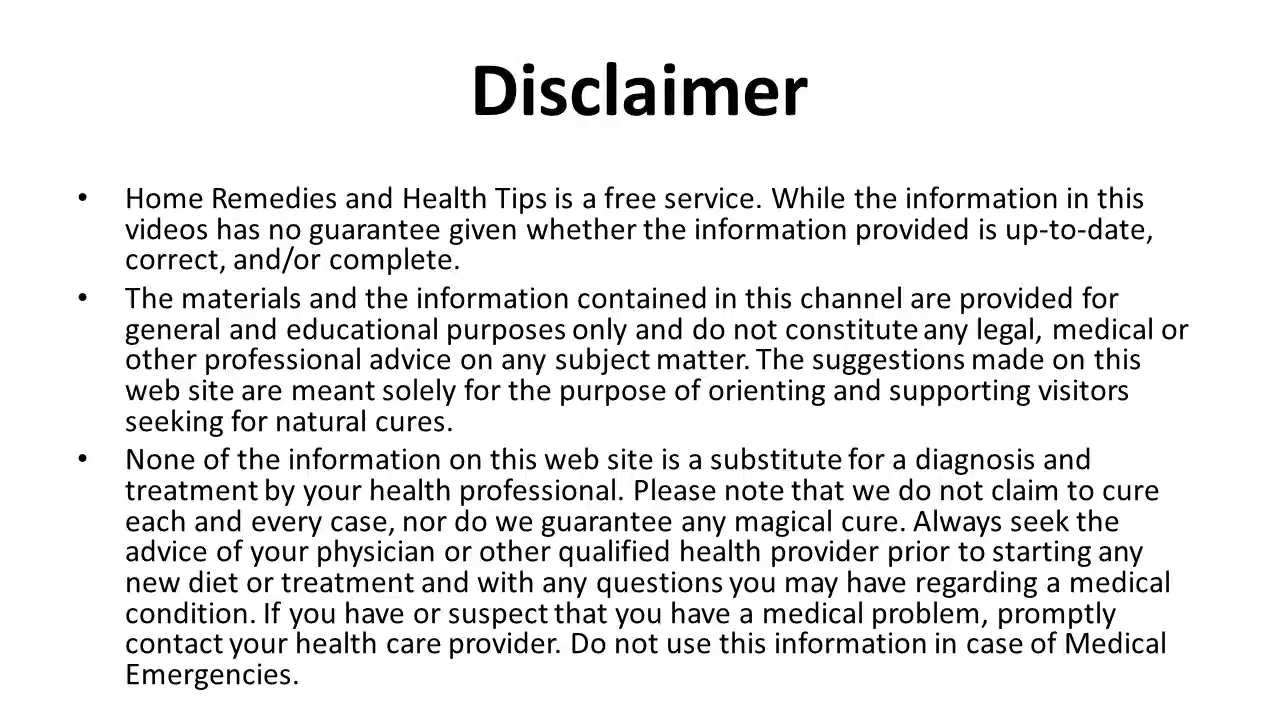 Disclaimer
• Home Remedies and Health Tips is a free service. While the information in this
videos has no guarantee given whether the information provided is up-to-date,
correct, and/or complete.
• The materials and the information contained in this channel are provided for
general and educational purposes only and do not constitute any legal, medical or
other professional advice on any subject matter. The suggestions made on this
web site are meant solely for the purpose of orienting and supporting visitors
seeking for natural cures.
• None of the information on this web site is a substitute for a diagnosis and
treatment by your health professional. Please note that we do not claim to cure
each and every case, nor do we guarantee any magical cure. Always seek the
advice of your physician or other qualified health provider prior to starting any
new diet or treatment and with any questions you may have regarding a medical
condition. If you have or suspect that you have a medical problem, promptly
contact your health care provider. Do not use this information in case of Medical
Emergencies.